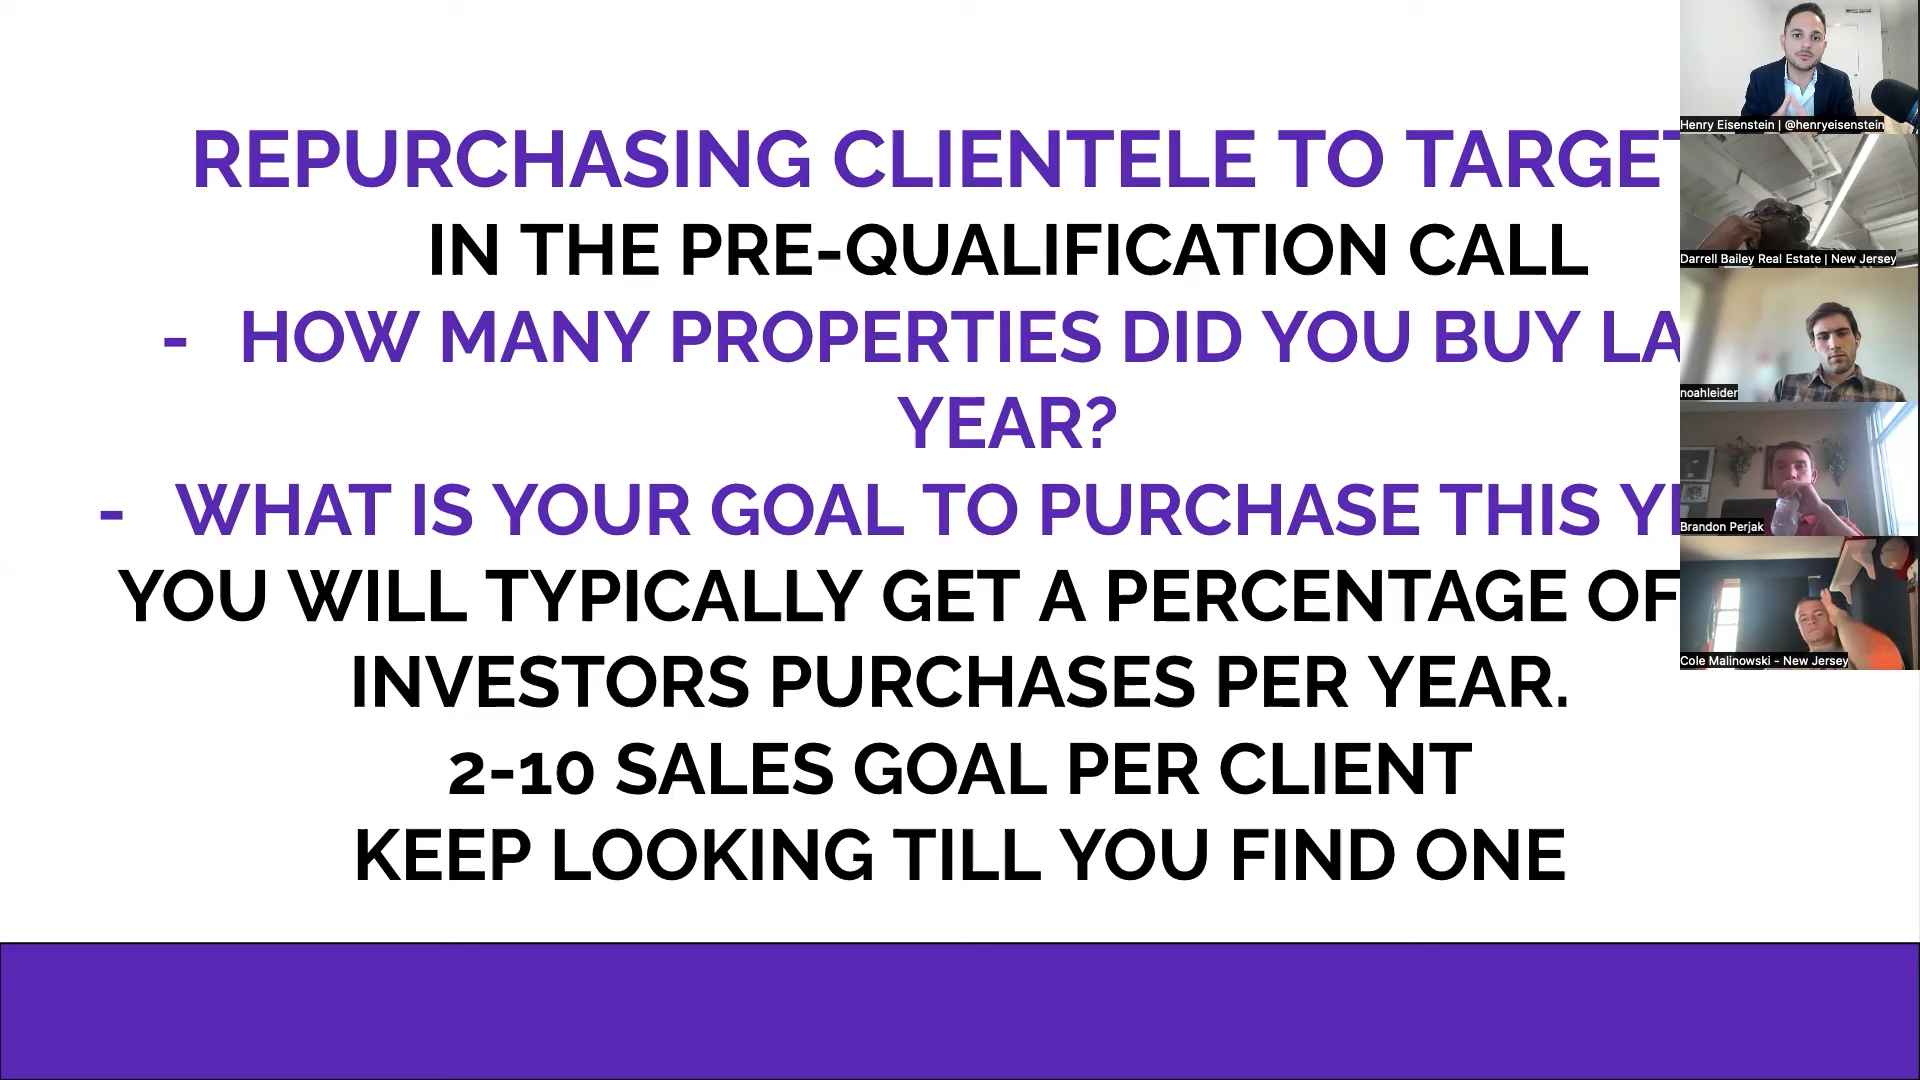 REPURCHASING CLIENTELE TO TARGET
IN THE PRE-QUALIFICATION CALL
- HOW MANY PROPERTIES DID YOU BUY LA
YEAR?
- WHAT IS YOUR GOAL TO PURCHASE THIS YE
YOU WILL TYPICALLY GET A PERCENTAGE OF
INVESTORS PURCHASES PER YEAR.
2-10 SALES GOAL PER CLIENT
KEEP LOOKING TILL YOU FIND ONE
Henry Eisenstein | @henryeisenstein
Darrell Bailey Real Estate | New Jersey
noahleider
Brandon Perjak
Cole Malinowski - New Jersey